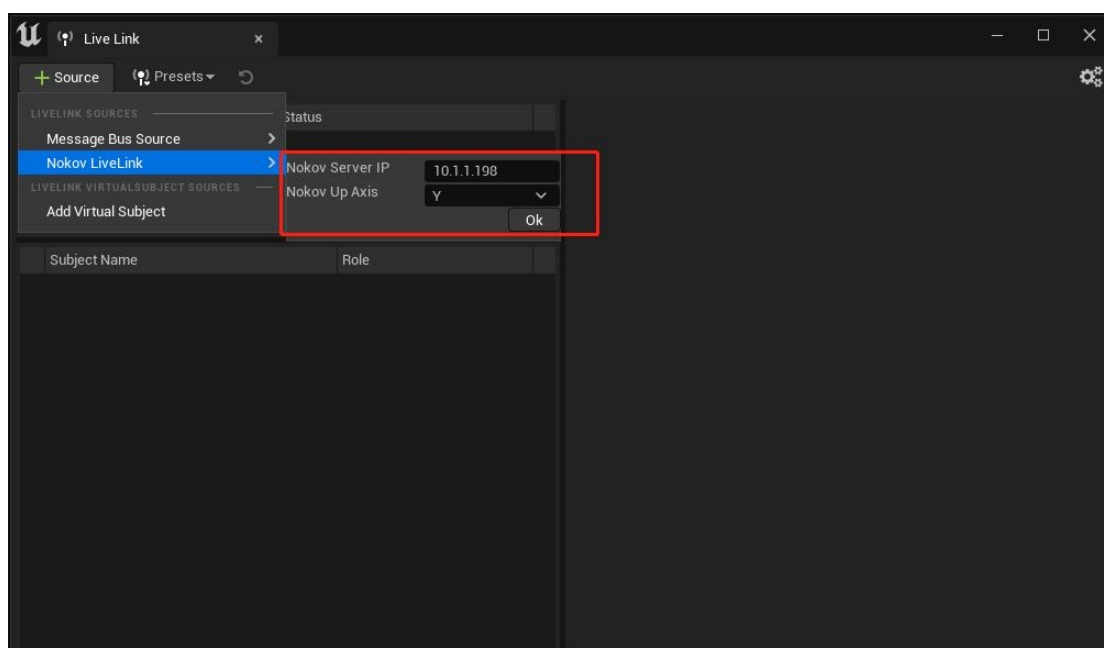 Live Link
Source Presets
LIVELINK SOURCES
Status
Message Bus Source
Nokov LiveLink
Nokov Server IP 10.1.1.198
LIVELINK VIRTUALSUBJECT SOURCES
Nokov Up Axis Y
Add Virtual Subject
Ok
Subject Name Role